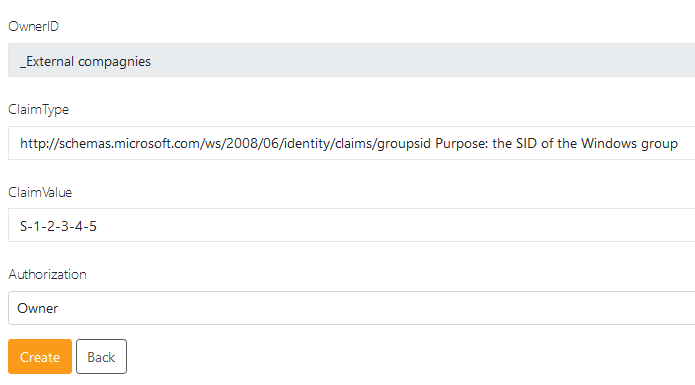 OwnerID
_External compagnies
ClaimType
http://schemas.microsoft.com/ws/2008/06/identity/claims/groupsid Purpose: the SID of the Windows group
ClaimValue
S-1-2-3-4-5
Authorization
Owner
Create Back